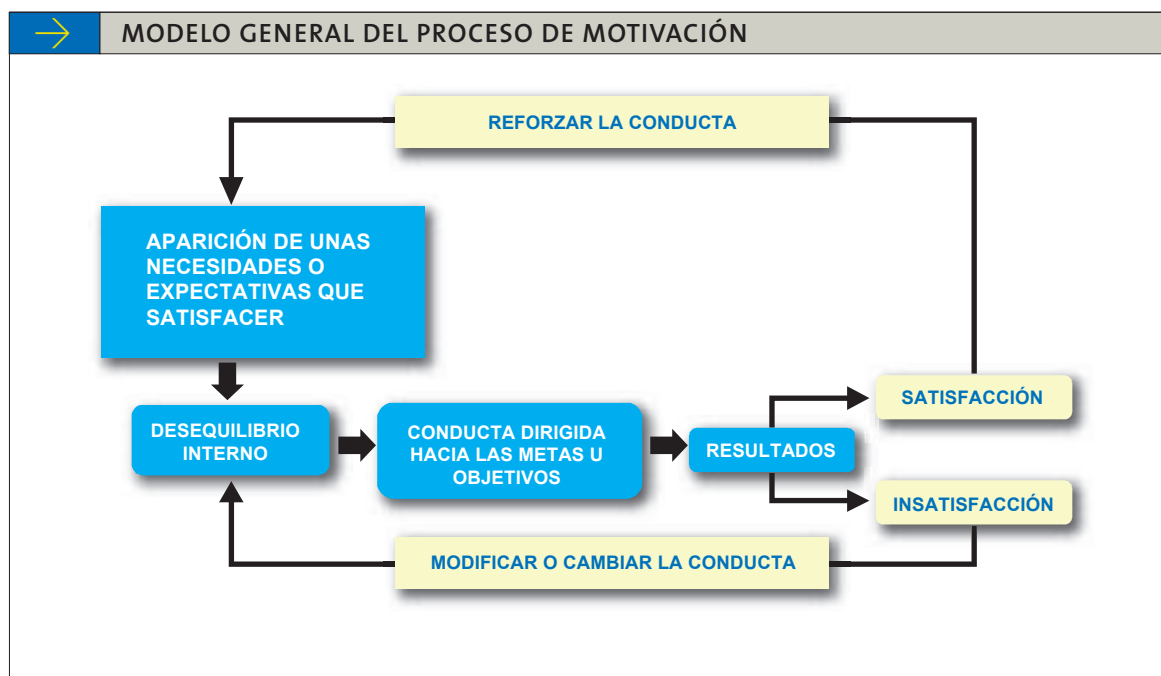 MODELO GENERAL DEL PROCESO DE MOTIVACIÓN
REFORZAR LA CONDUCTA
APARICIÓN DE UNAS
NECESIDADES O
EXPECTATIVAS QUE
SATISFACER
DESEQUILIBRIO
INTERNO
CONDUCTA DIRIGIDA
HACIA LAS METAS U
OBJETIVOS
RESULTADOS
SATISFACCIÓN
INSATISFACCIÓN
MODIFICAR O CAMBIAR LA CONDUCTA